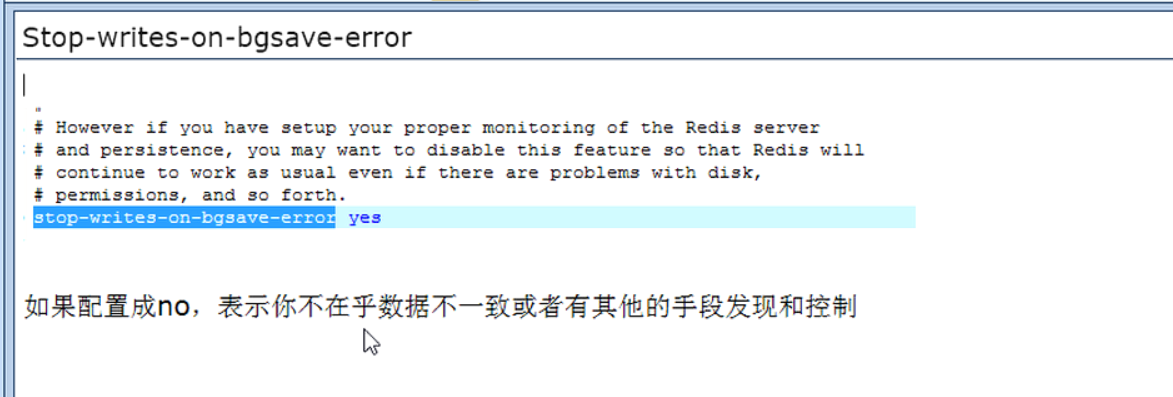 Stop-writes-on-bgsave-error
#
# However if you have setup your proper monitoring of the Redis server
# and persistence, you may want to disable this feature so that Redis will
# continue to work as usual even if there are problems with disk,
# permissions, and so forth.
stop-writes-on-bgsave-error yes
如果配置成no，表示你不在乎数据不一致或者有其他的手段发现和控制